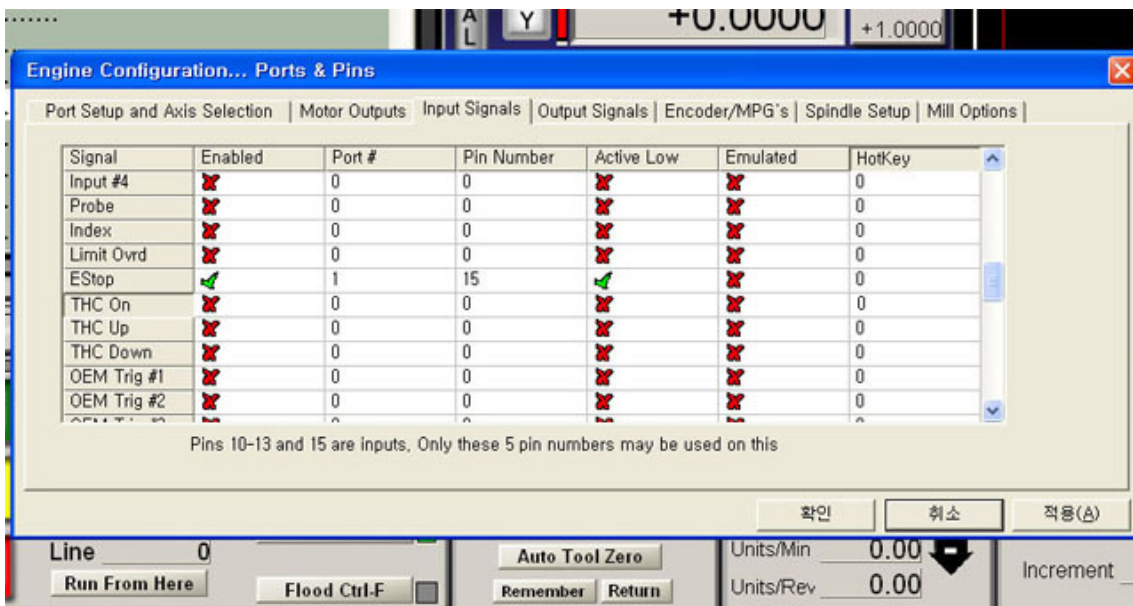 A
L
Y
+0.0000
+1.0000
Engine Configuration... Ports & Pins
Port Setup and Axis Selection | Motor Outputs | Input Signals | Output Signals | Encoder/MPG's | Spindle Setup | Mill Options |
Signal Enabled Port # Pin Number Active Low Emulated HotKey
Input #4 0 0 0
Probe 0 0 0
Index 0 0 0
Limit Ovrd 0 0 0
EStop 1 15 0
THC On 0 0 0
THC Up 0 0 0
THC Down 0 0 0
OEM Trig #1 0 0 0
OEM Trig #2 0 0 0
Pins 10-13 and 15 are inputs, Only these 5 pin numbers may be used on this
확인 취소 적용(A)
Line 0 Auto Tool Zero Units/Min 0.00
Increment
Run From Here Flood Ctrl-F Remember Return Units/Rev 0.00